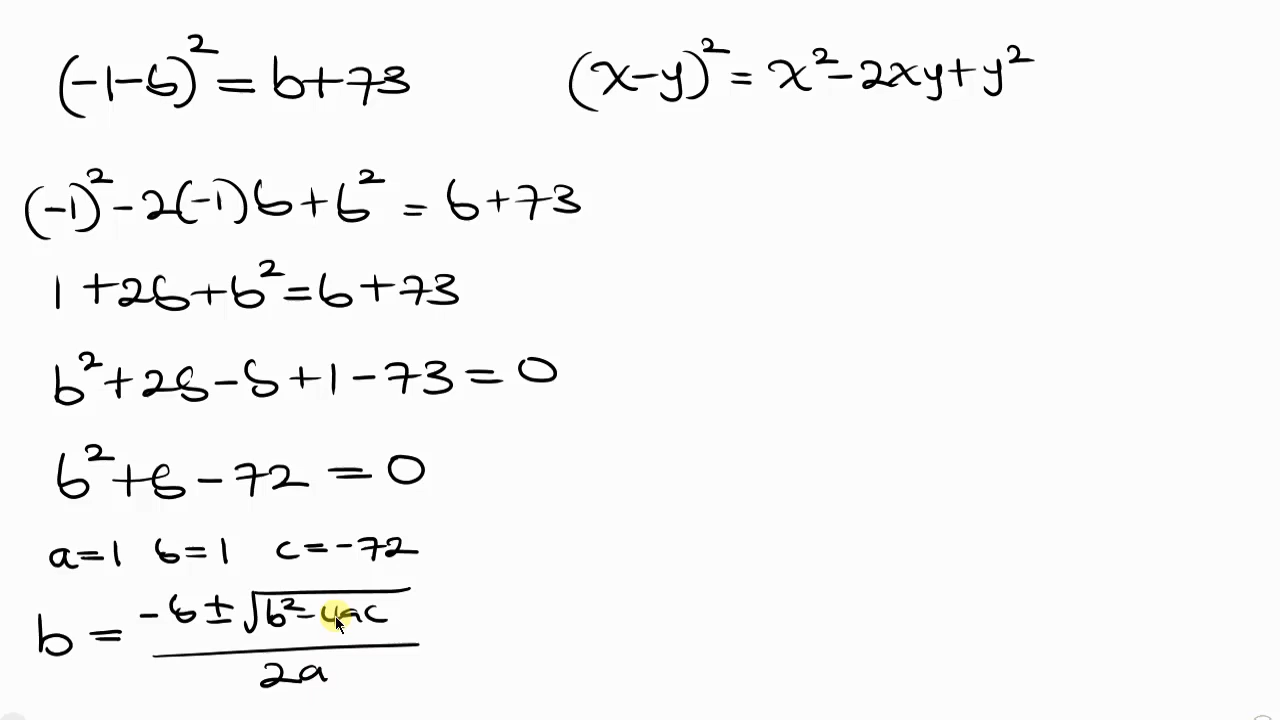 (-1-b)² = b+73
(x-y)² = x²-2xy+y²
(-1)²-2(-1)b+b² = b+73
1+2b+b²=b+73
b²+2b-b+1-73=0
b²+b-72=0
a=1 b=1 c=-72
b = -b±√b²-4ac
2a